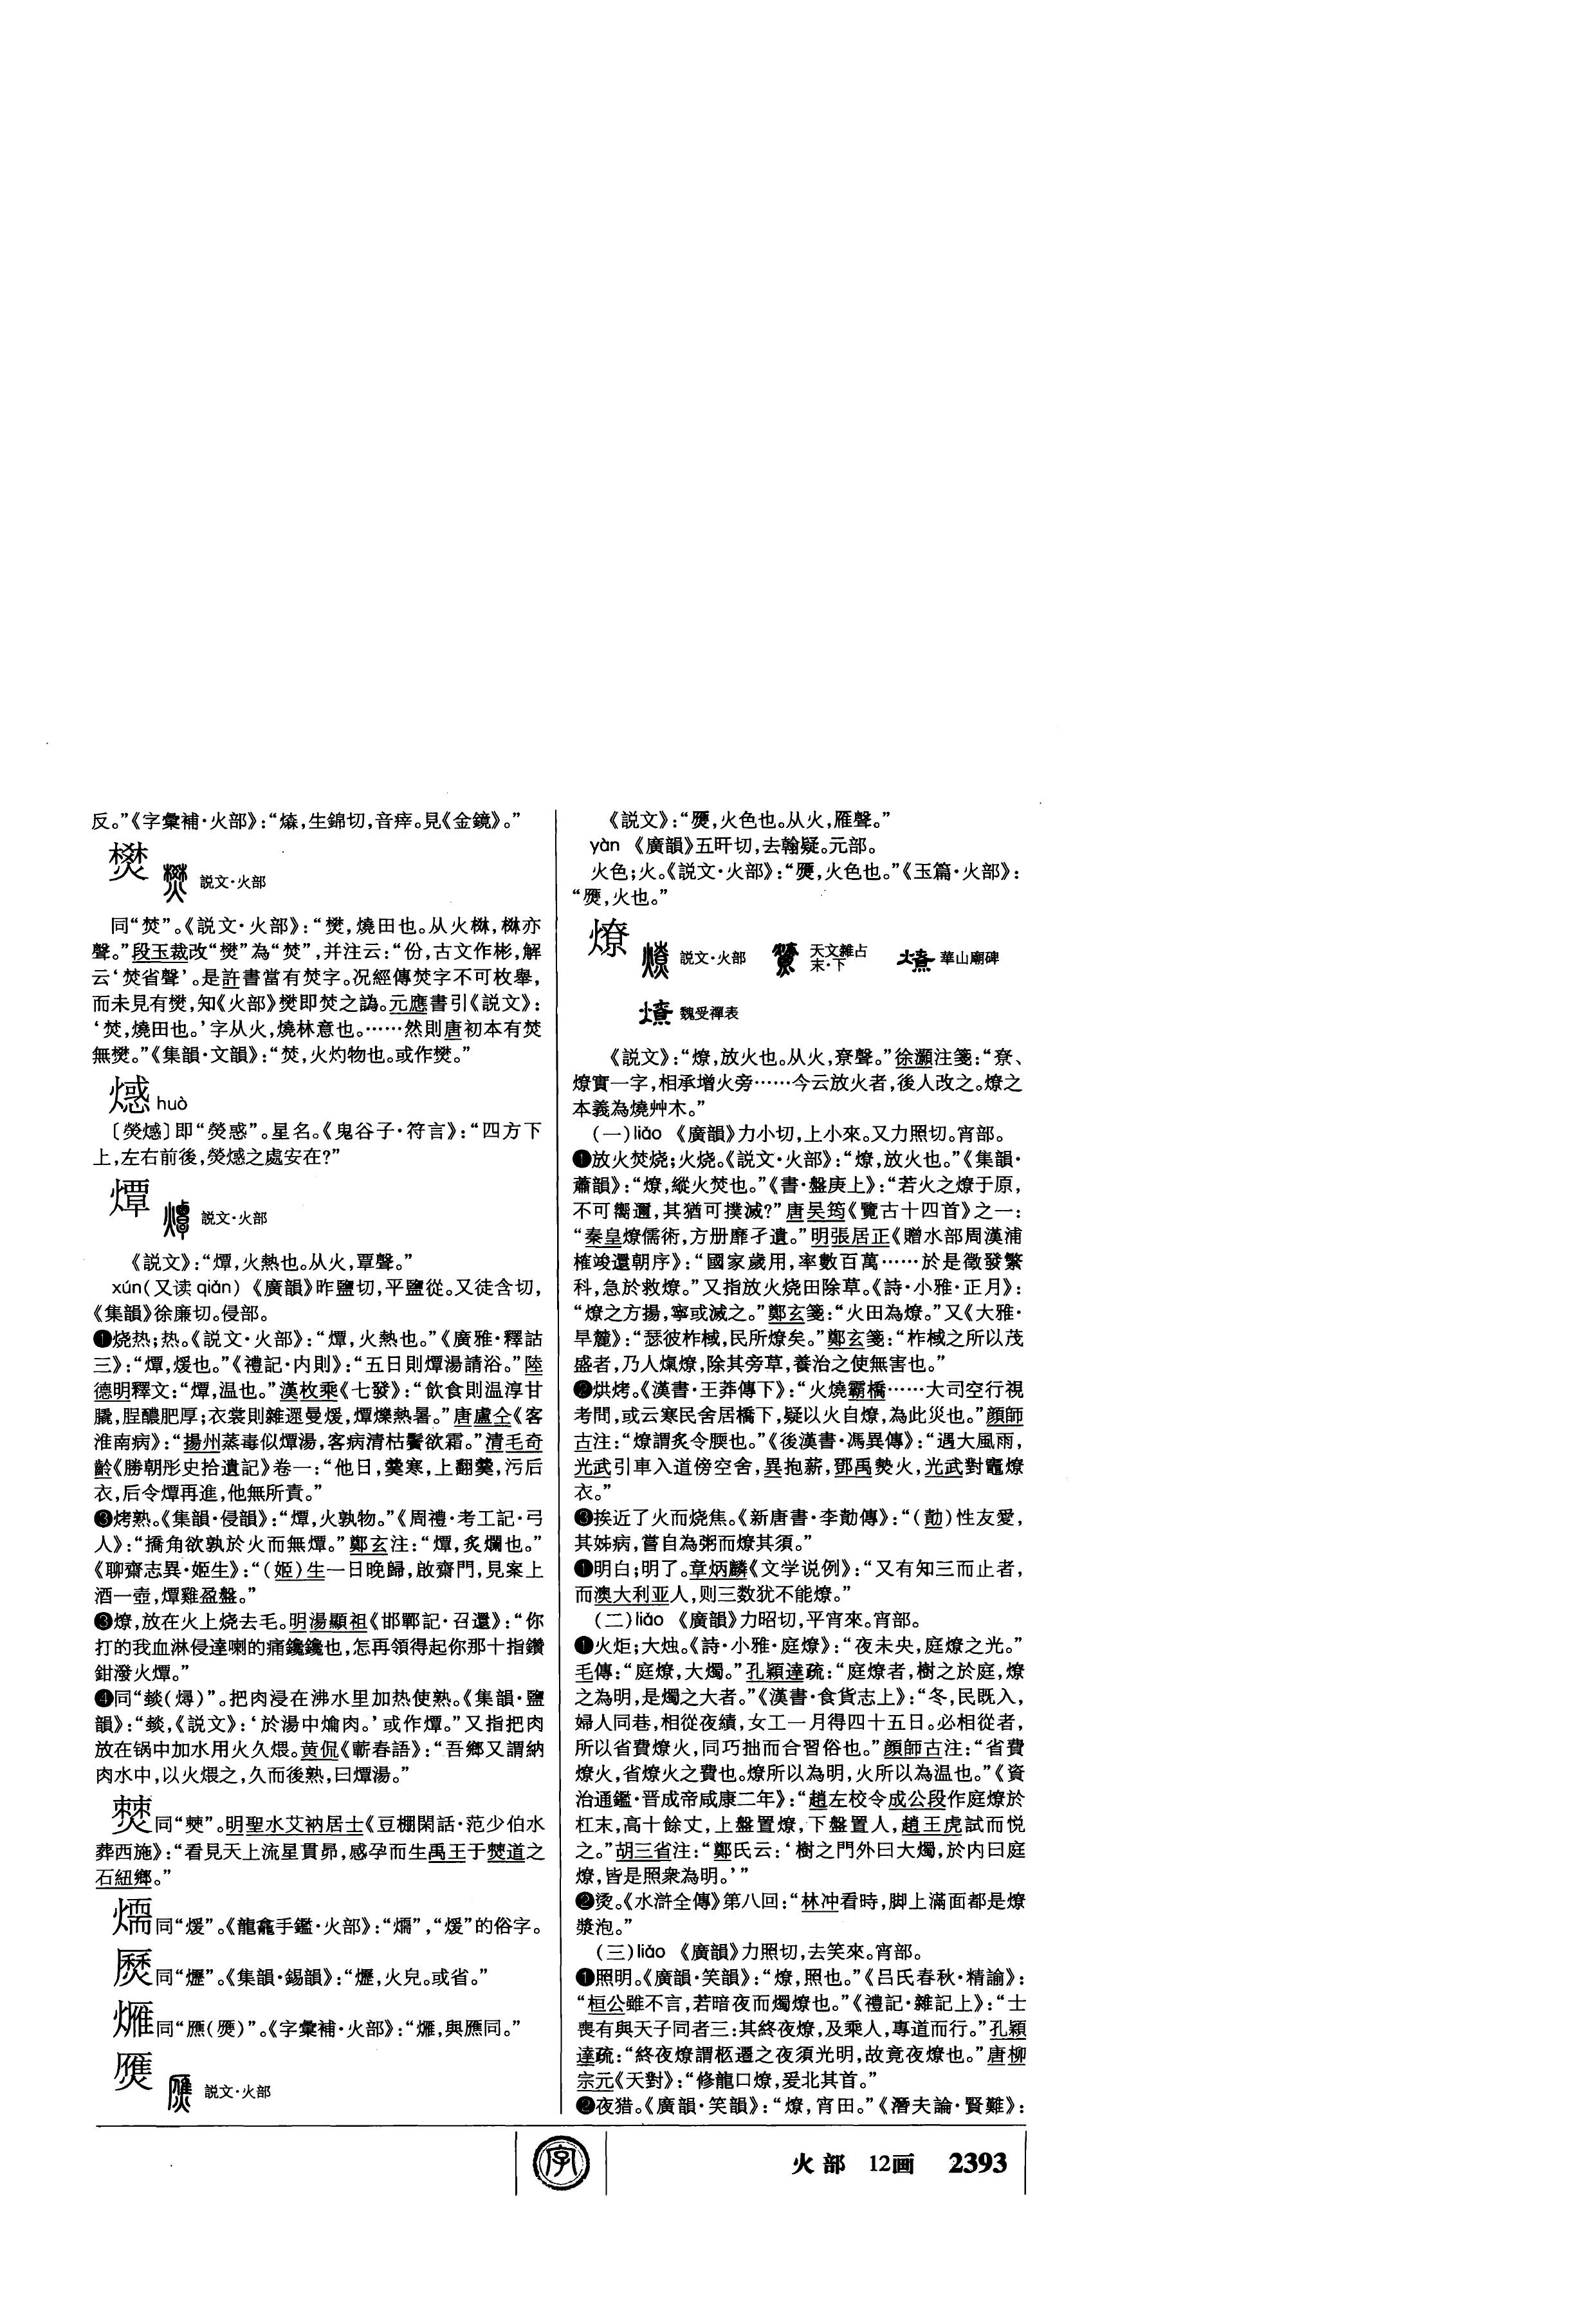 反。”《字彙補·火部》：“㷣，生錦切，音瘁。見《金鏡》。”
燓
説文·火部
同“焚”。《説文·火部》：“燓，燒田也。从火棥，棥亦
聲。”段玉裁改“燓”為“焚”，并注云：“份，古文作彬，解
云‘焚省聲’。是許書當有焚字。况經傳焚字不可枚舉，
而未見有燓，知《火部》燓即焚之譌。元應書引《説文》：
‘焚，燒田也。’字从火，燒林意也。……然則唐初本有焚
無燓。”《集韻·文韻》：“焚，火灼物也。或作燓。”
㷄 huò
〔熒㷄〕即“熒惑”。星名。《鬼谷子·符言》：“四方下
上，左右前後，熒㷄之處安在？”
燂
説文·火部
《説文》：“燂，火熱也。从火，覃聲。”
xún（又读qián）《廣韻》昨鹽切，平鹽從。又徒含切，
《集韻》徐廉切。侵部。
❶烧热；热。《説文·火部》：“燂，火熱也。”《廣雅·釋詁
三》：“燂，煖也。”《禮記·内則》：“五日則燂湯請浴。”陸
德明釋文：“燂，温也。”漢枚乘《七發》：“飲食則温淳甘
膬，脭醲肥厚；衣裳則雜遝曼煖，燂爍熱暑。”唐盧仝《客
淮南病》：“揚州蒸毒似燂湯，客病清枯鬢欲霜。”清毛奇
齡《勝朝彤史拾遺記》卷一：“他日，羹寒，上翻羹，污后
衣，后令燂再進，他無所責。”
❸烤熟。《集韻·侵韻》：“燂，火孰物。”《周禮·考工記·弓
人》：“撟角欲孰於火而無燂。”鄭玄注：“燂，炙爛也。”
《聊齋志異·姬生》：“（姬）生一日晚歸，啟齋門，見案上
酒一壺，燂雞盈盤。”
❸燎，放在火上烧去毛。明湯顯祖《邯鄲記·召還》：“你
打的我血淋侵達喇的痛鑱鑱也，怎再領得起你那十指鑽
鉗潑火燂。”
❹同“燅（燖）”。把肉浸在沸水里加热使熟。《集韻·鹽
韻》：“燅，《説文》：‘於湯中爚肉。’或作燂。”又指把肉
放在锅中加水用火久煨。黄侃《蘄春語》：“吾鄉又謂納
肉水中，以火煨之，久而後熟，曰燂湯。”
同“僰”。明聖水艾衲居士《豆棚閑話·范少伯水
葬西施》：“看見天上流星貫昴，感孕而生禹王于僰道之
石紐鄉。”
燸同“煖”。《龍龕手鑑·火部》：“燸”，“煖”的俗字。
同“爏”。《集韻·錫韻》：“爏，火皃。或省。”
同“䧹（㷳）”。《字彙補·火部》：
説文·火部
《説文》：“㷳，火色也。从火，雁聲。”
yàn《廣韻》五旰切，去翰疑。元部。
火色；火。《説文·火部》：“㷳，火色也。”《玉篇·火部》：
“㷳，火也。”
燎
説文·火部 天文雜占末·下 華山廟碑
魏受禪表
《説文》：“燎，放火也。从火，尞聲。”徐灝注箋：“尞、
燎實一字，相承增火旁……今云放火者，後人改之。燎之
本義為燒艸木。”
（一）liǎo《廣韻》力小切，上小來。又力照切。宵部。
❶放火焚烧；火烧。《説文·火部》：“燎，放火也。”《集韻·
蕭韻》：“燎，縱火焚也。”《書·盤庚上》：“若火之燎于原，
不可嚮邇，其猶可撲滅？”唐吴筠《覽古十四首》之一：
“秦皇燎儒術，方册靡孑遺。”明張居正《贈水部周漢浦
榷竣還朝序》：“國家歲用，率數百萬……於是徵發繁
科，急於救燎。”又指放火烧田除草。《詩·小雅·正月》：
“燎之方揚，寧或滅之。”鄭玄箋：“火田為燎。”又《大雅·
旱麓》：“瑟彼柞棫，民所燎矣。”鄭玄箋：“柞棫之所以茂
盛者，乃人熂燎，除其旁草，養治之使無害也。”
❷烘烤。《漢書·王莽傳下》：“火燒霸橋……大司空行視
考問，或云寒民舍居橋下，疑以火自燎，為此災也。”顔師
古注：“燎謂炙令腝也。”《後漢書·馮異傳》：“遇大風雨，
光武引車入道傍空舍，異抱薪，鄧禹爇火，光武對竈燎
衣。”
❸挨近了火而烧焦。《新唐書·李勣傳》：“（勣）性友愛，
其姊病，嘗自為粥而燎其須。”
❶明白；明了。章炳麟《文学说例》：“又有知三而止者，
而澳大利亚人，则三数犹不能燎。”
（二）liǎo《廣韻》力昭切，平宵來。宵部。
❶火炬；大烛。《詩·小雅·庭燎》：“夜未央，庭燎之光。”
毛傳：“庭燎，大燭。”孔穎達疏：“庭燎者，樹之於庭，燎
之為明，是燭之大者。”《漢書·食貨志上》：“冬，民既入，
婦人同巷，相從夜績，女工一月得四十五日。必相從者，
所以省費燎火，同巧拙而合習俗也。”顔師古注：“省費
燎火，省燎火之費也。燎所以為明，火所以為温也。”《資
治通鑑·晋成帝咸康二年》：“趙左校令成公段作庭燎於
杠末，高十餘丈，上盤置燎，下盤置人，趙王虎試而悦
之。”胡三省注：“鄭氏云：‘樹之門外曰大燭，於内曰庭
燎，皆是照衆為明。’”
❷烫。《水滸全傳》第八回：“林冲看時，脚上滿面都是燎
漿泡。”
（三）liǎo《廣韻》力照切，去笑來。宵部。
❶照明。《廣韻·笑韻》：“燎，照也。”《吕氏春秋·精諭》：
“桓公雖不言，若暗夜而燭燎也。”《禮記·雜記上》：“士
喪有與天子同者三：其終夜燎，及乘人，專道而行。”孔穎
達疏：“終夜燎謂柩遷之夜須光明，故竟夜燎也。”唐柳
宗元《天對》：“修龍口燎，爰北其首。”
❷夜猎。《廣韻·笑韻》：“燎，宵田。”《潛夫論·賢難》：
字
火部 12画 2393